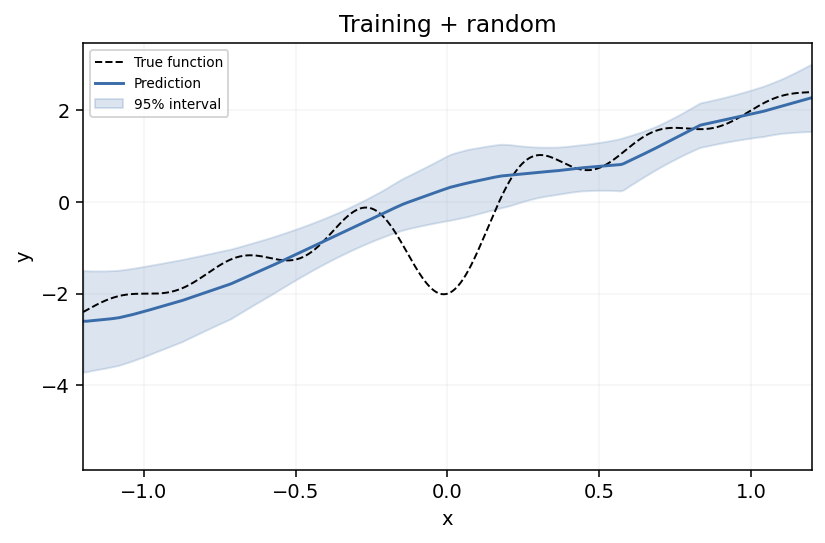 Training + random
True function
Prediction
95% interval
y
2
0
−2
−4
−1.0 −0.5 0.0 0.5 1.0
x